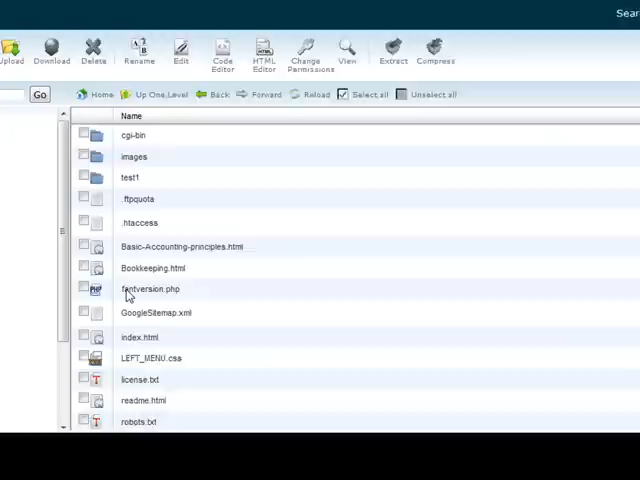 Sear
Upload Download Delete Rename Edit Code Editor HTML Editor Change Permissions View Extract Compress
Go Home Up One Level Back Forward Reload Select all Unselect all
Name
cgi-bin
images
test1
.ftpquota
.htaccess
Basic-Accounting-principles.html
Bookkeeping.html
fantversion.php
GoogleSitemap.xml
index.html
LEFT_MENU.css
license.txt
readme.html
robots.txt